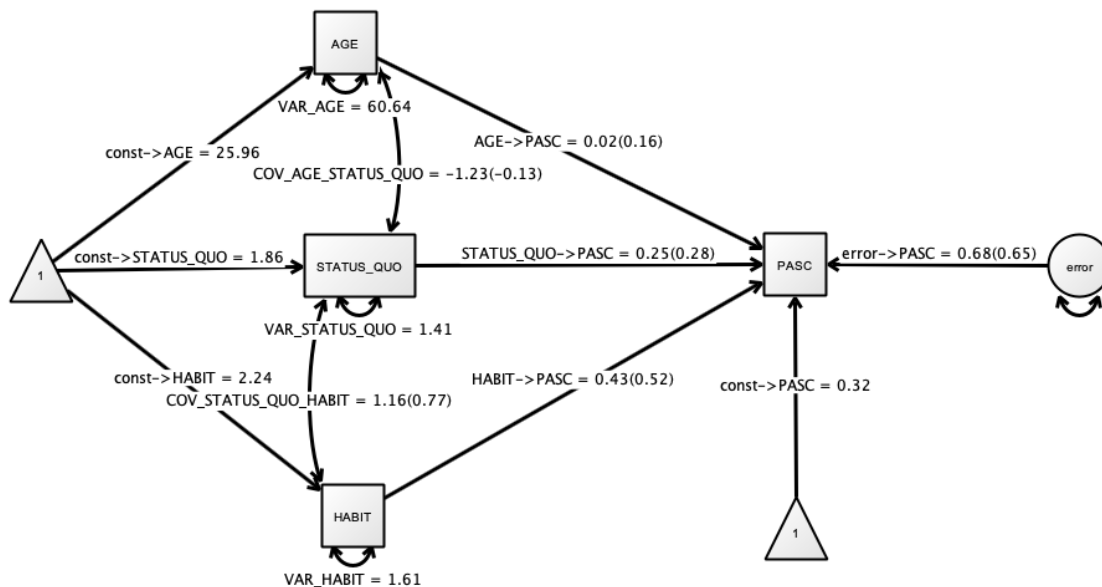 AGE
VAR_AGE = 60.64
AGE->PASC = 0.02(0.16)
const->AGE = 25.96
COV_AGE_STATUS_QUO = -1.23(-0.13)
1
const->STATUS_QUO = 1.86
STATUS_QUO
STATUS_QUO->PASC = 0.25(0.28)
PASC
error->PASC = 0.68(0.65)
error
VAR_STATUS_QUO = 1.41
const->HABIT = 2.24
HABIT->PASC = 0.43(0.52)
const->PASC = 0.32
COV_STATUS_QUO_HABIT = 1.16(0.77)
HABIT
1
VAR_HABIT = 1.61